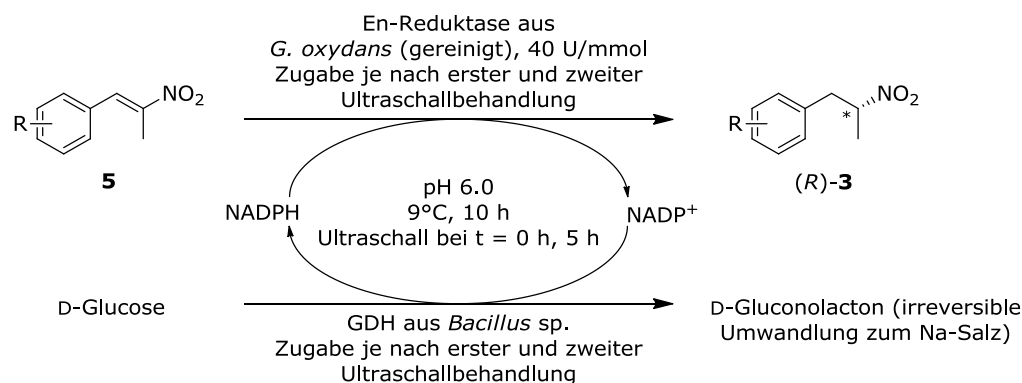 En-Reduktase aus
G. oxydans (gereinigt), 40 U/mmol
Zugabe je nach erster und zweiter
Ultraschallbehandlung
R
NO2
5
R
*
NO2
(R)-3
NADPH
pH 6.0
9°C, 10 h
Ultraschall bei t = 0 h, 5 h
NADP+
D-Glucose
GDH aus Bacillus sp.
Zugabe je nach erster und zweiter
Ultraschallbehandlung
D-Gluconolacton (irreversible
Umwandlung zum Na-Salz)